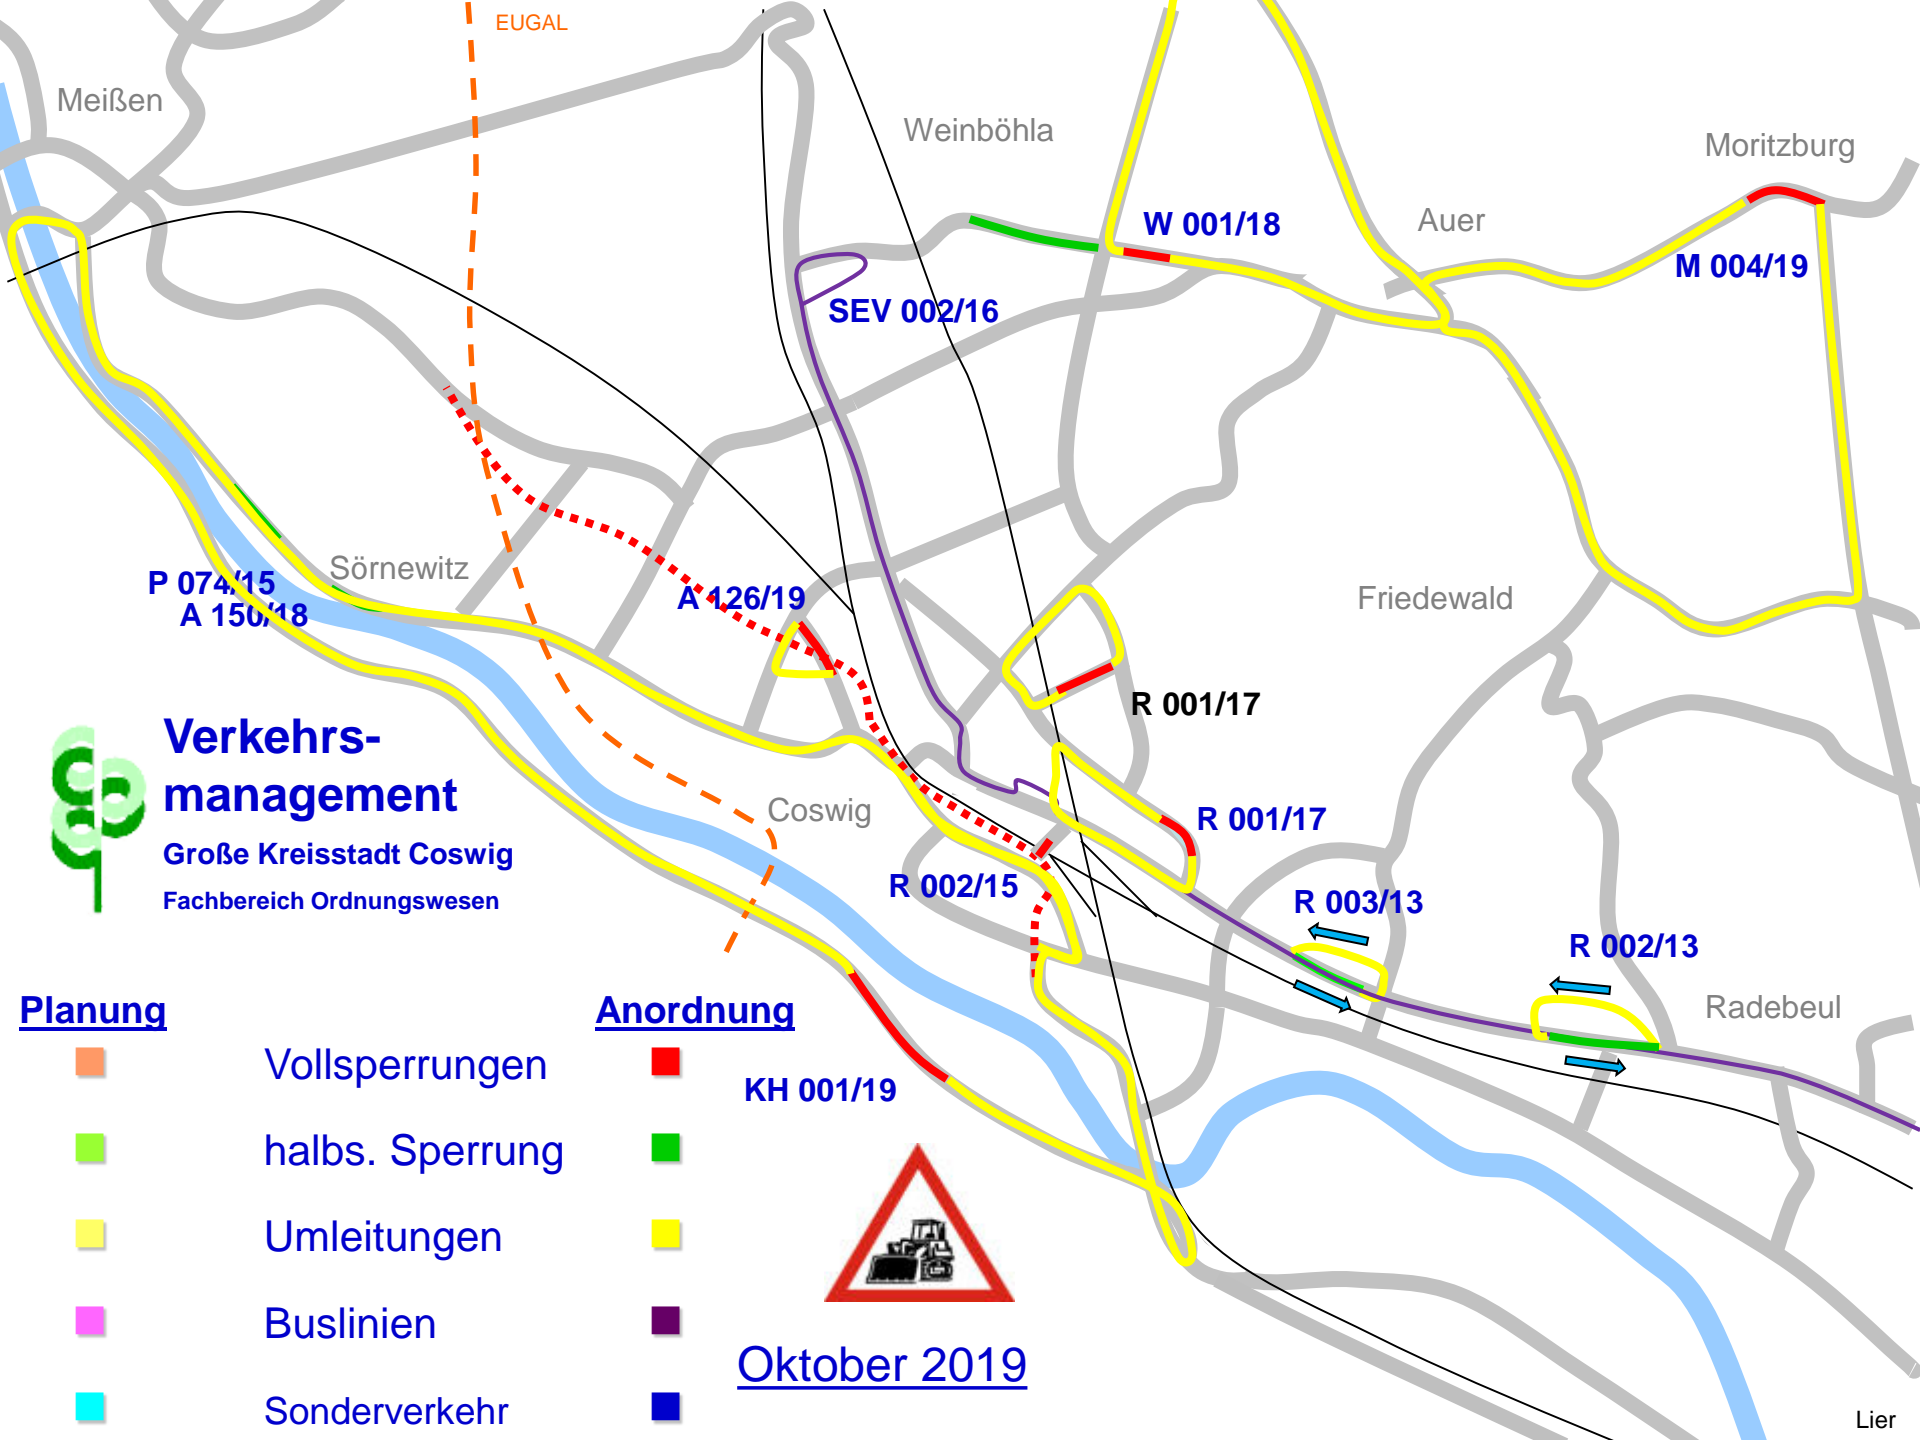 EUGAL
Meißen
Weinböhla
Moritzburg
Auer
W 001/18
M 004/19
SEV 002/16
Sörnewitz
P 074/15
A 150/18
A 126/19
Friedewald
R 001/17
Verkehrs-
management
Große Kreisstadt Coswig
Fachbereich Ordnungswesen
Coswig
R 001/17
R 002/15
R 003/13
R 002/13
Radebeul
Planung
Anordnung
Vollsperrungen
KH 001/19
halbs. Sperrung
Umleitungen
Buslinien
Oktober 2019
Sonderverkehr
Lier